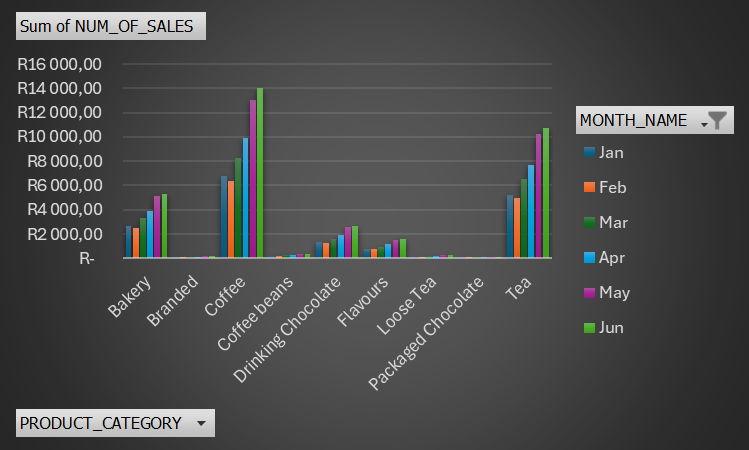 Sum of NUM_OF_SALES
R16 000,00
R14 000,00
R12 000,00
R10 000,00
R8 000,00
R6 000,00
R4 000,00
R2 000,00
R-
Bakery
Branded
Coffee
Coffee beans
Drinking Chocolate
Flavours
Loose Tea
Packaged Chocolate
Tea
MONTH_NAME
Jan
Feb
Mar
Apr
May
Jun
PRODUCT_CATEGORY